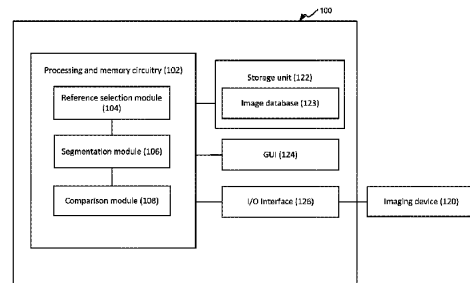 100
Processing and memory circuitry (102)
Reference selection module
(104)
Segmentation module (106)
Comparison module (108)
Storage unit (122)
Image database (123)
GUI (124)
I/O Interface (126)
Imaging device (120)